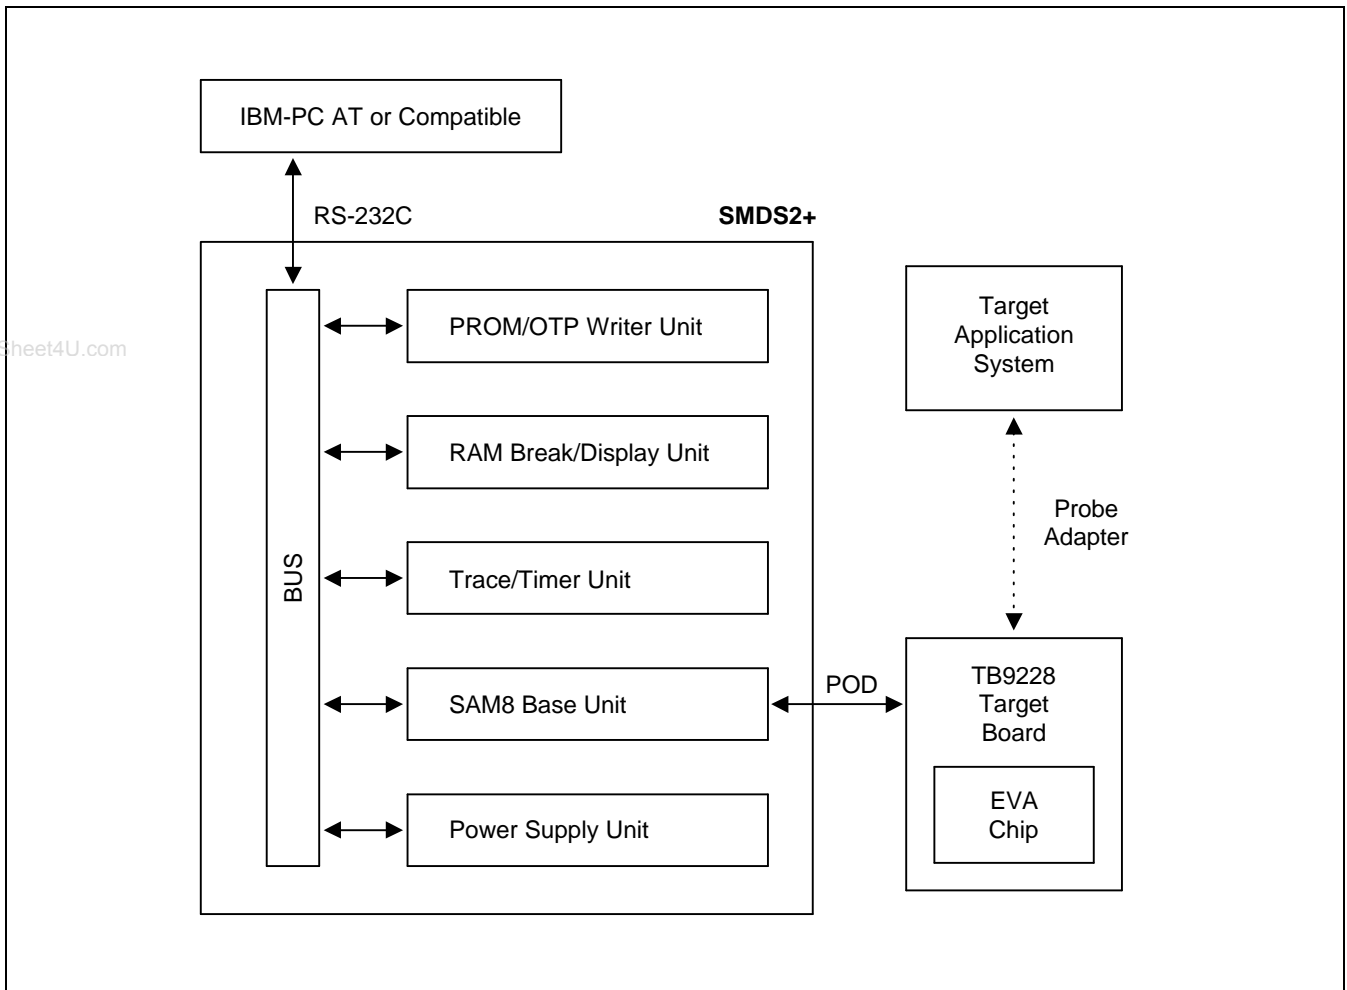 IBM-PC AT or Compatible
RS-232C
SMDS2+
PROM/OTP Writer Unit
RAM Break/Display Unit
Trace/Timer Unit
SAM8 Base Unit
Power Supply Unit
BUS
POD
Target
Application
System
Probe
Adapter
TB9228
Target
Board
EVA
Chip
Sheet4U.com